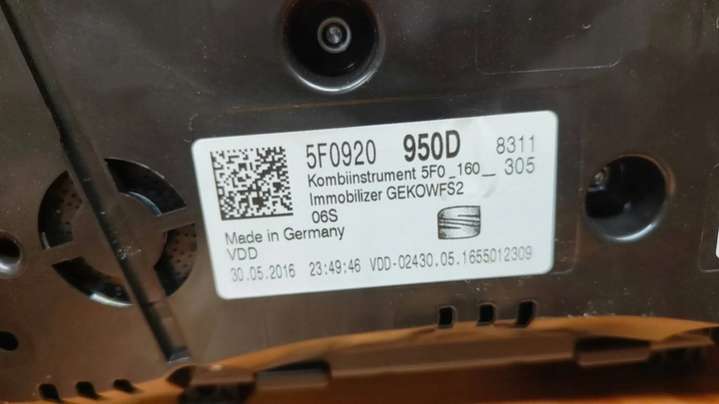 5F0920 950D 8311
Kombiinstrument 5F0_160__ 305
Immobilizer GEKOWFS2
06S
Made in Germany
VDD
30.05.2016 23:49:46 VDD-02430.05.1655012309